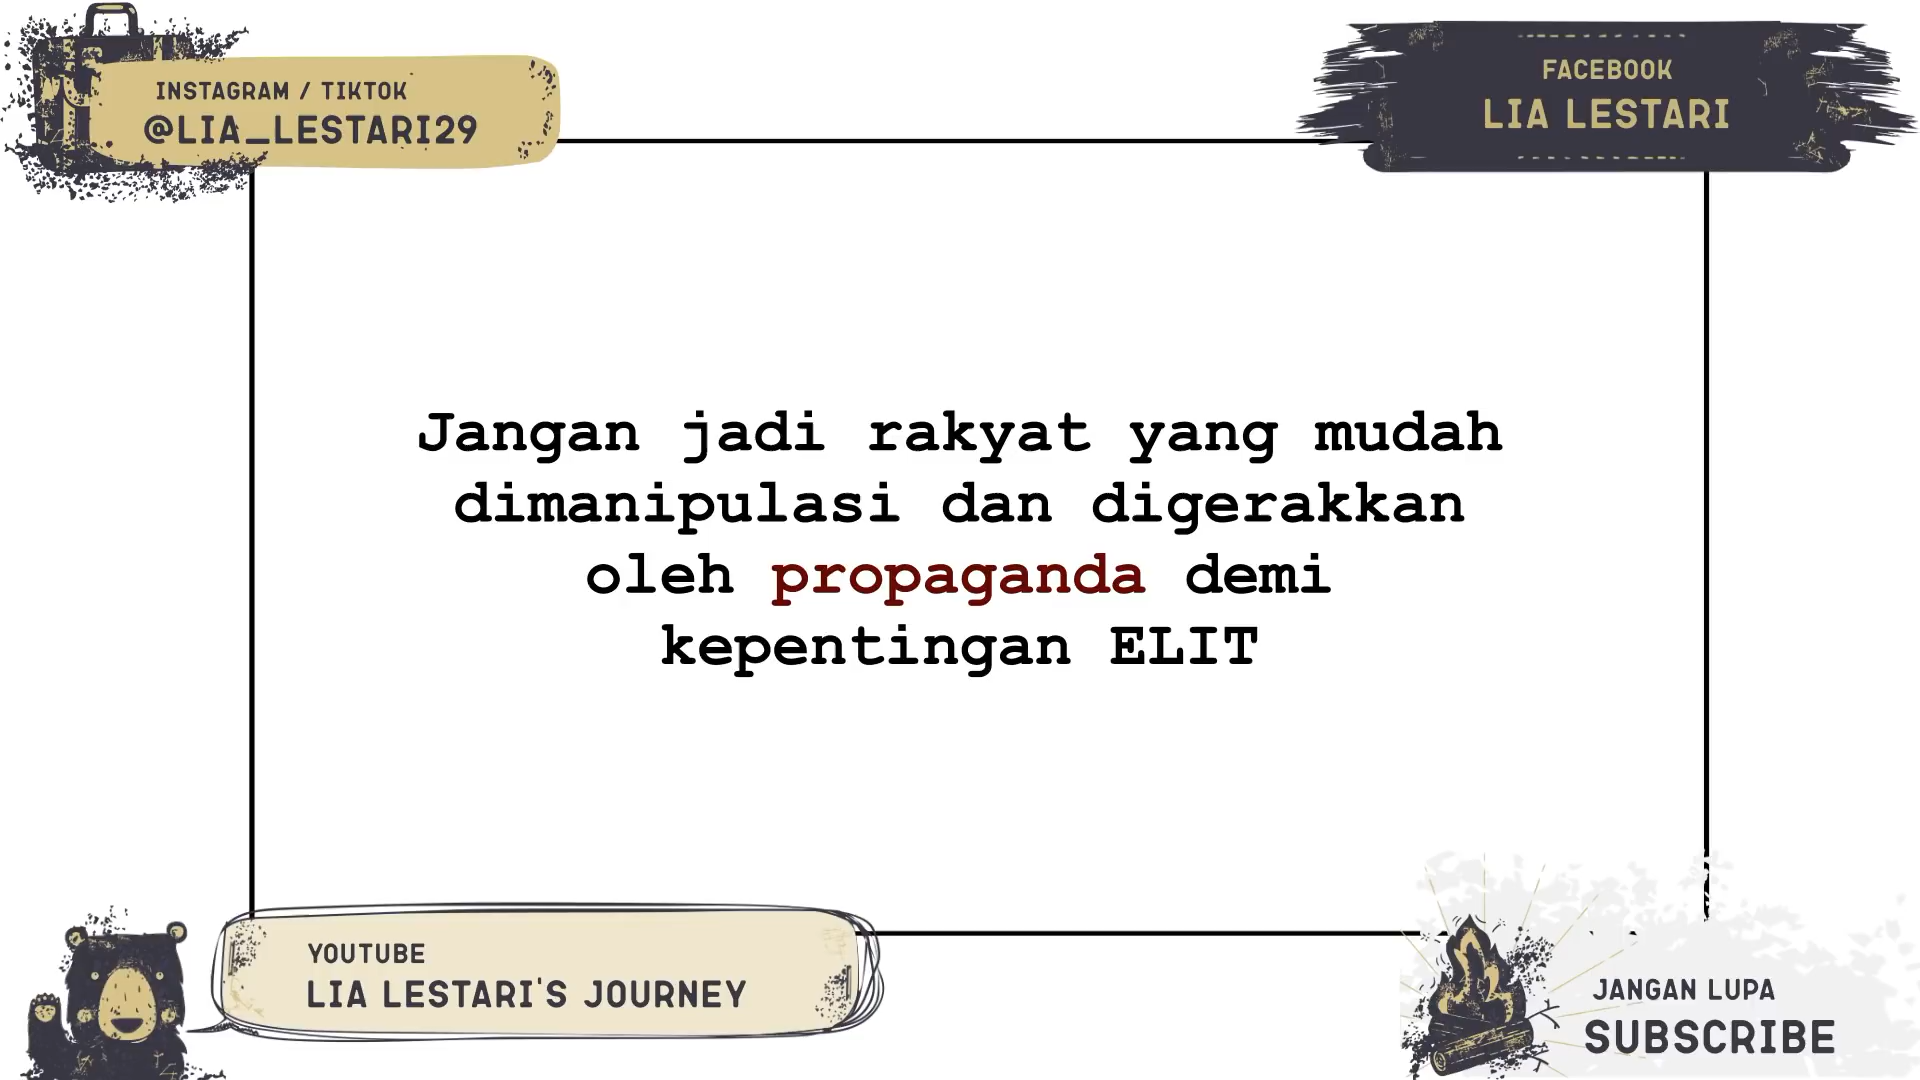 INSTAGRAM / TIKTOK
@LIA_LESTARI29
FACEBOOK
LIA LESTARI
Jangan jadi rakyat yang mudah
dimanipulasi dan digerakkan
oleh propaganda demi
kepentingan ELIT
YOUTUBE
LIA LESTARI'S JOURNEY
JANGAN LUPA
SUBSCRIBE